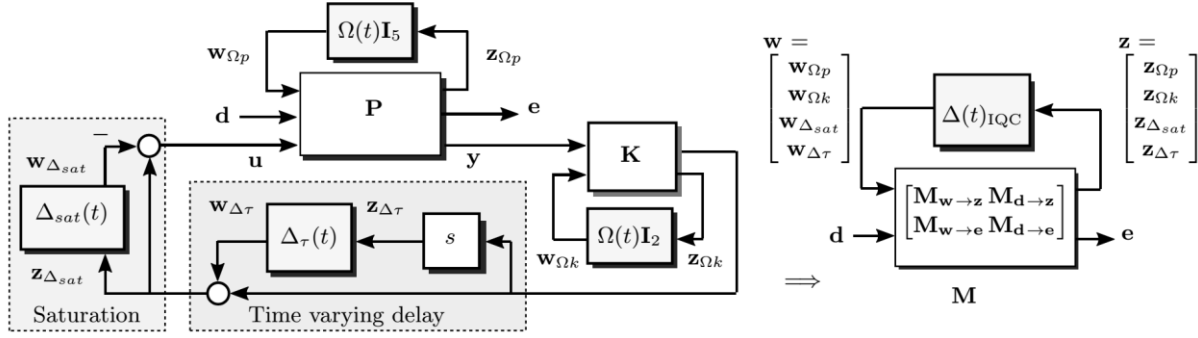 Ω(t)I₅
w_Ωp
z_Ωp
P
d
e
−
u
y
w_Δsat
Δ_sat(t)
z_Δsat
Saturation
w_Δτ
z_Δτ
Δ_τ(t)
s
Time varying delay
K
Ω(t)I₂
w_Ωk
z_Ωk
⟹
w =
[w_Ωp
w_Ωk
w_Δsat
w_Δτ]
z =
[z_Ωp
z_Ωk
z_Δsat
z_Δτ]
Δ(t)_IQC
[M_w→z M_d→z
M_w→e M_d→e]
d
e
M